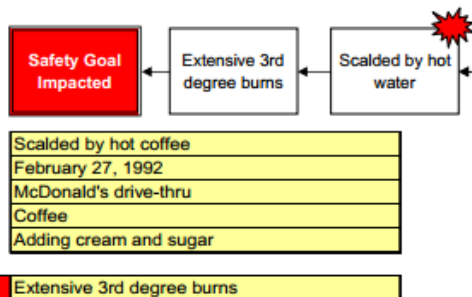 Safety Goal
Impacted
Extensive 3rd
degree burns
Scalded by hot
water
Scalded by hot coffee
February 27, 1992
McDonald's drive-thru
Coffee
Adding cream and sugar
Extensive 3rd degree burns